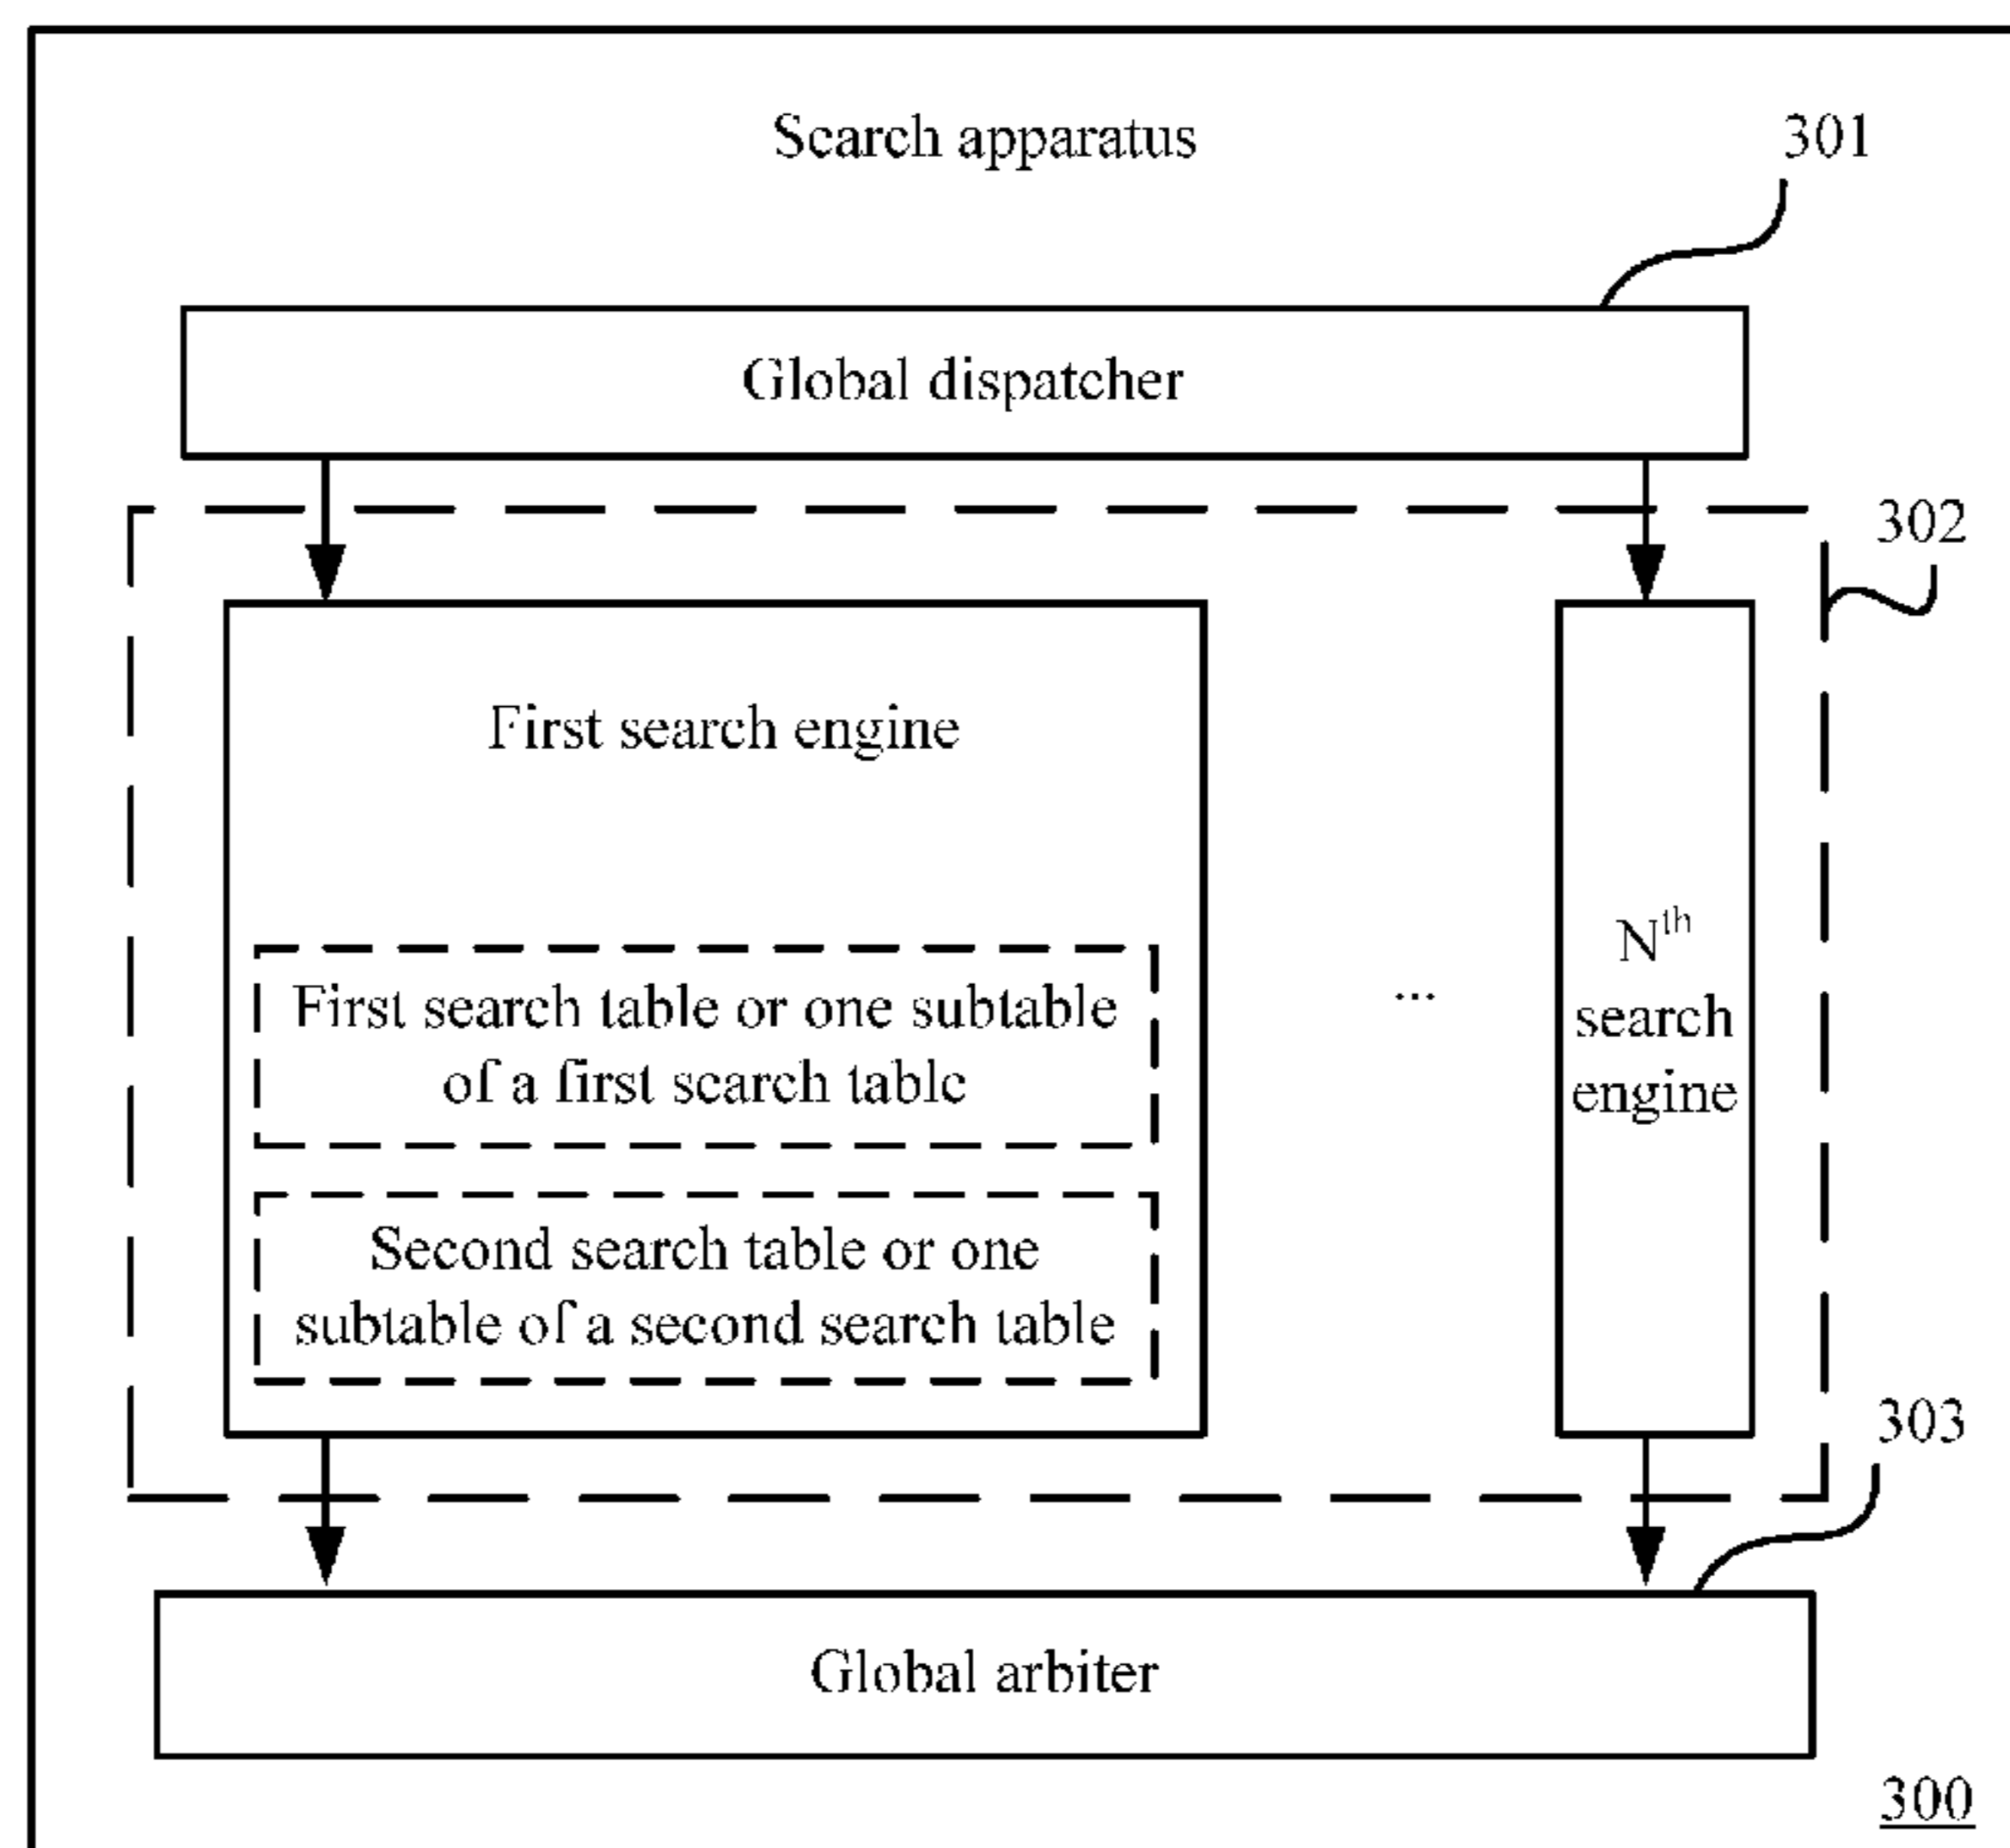 Search apparatus
301
Global dispatcher
302
First search engine
First search table or one subtable
of a first search table
Second search table or one
subtable of a second search table
...
Nth
search
engine
303
Global arbiter
300